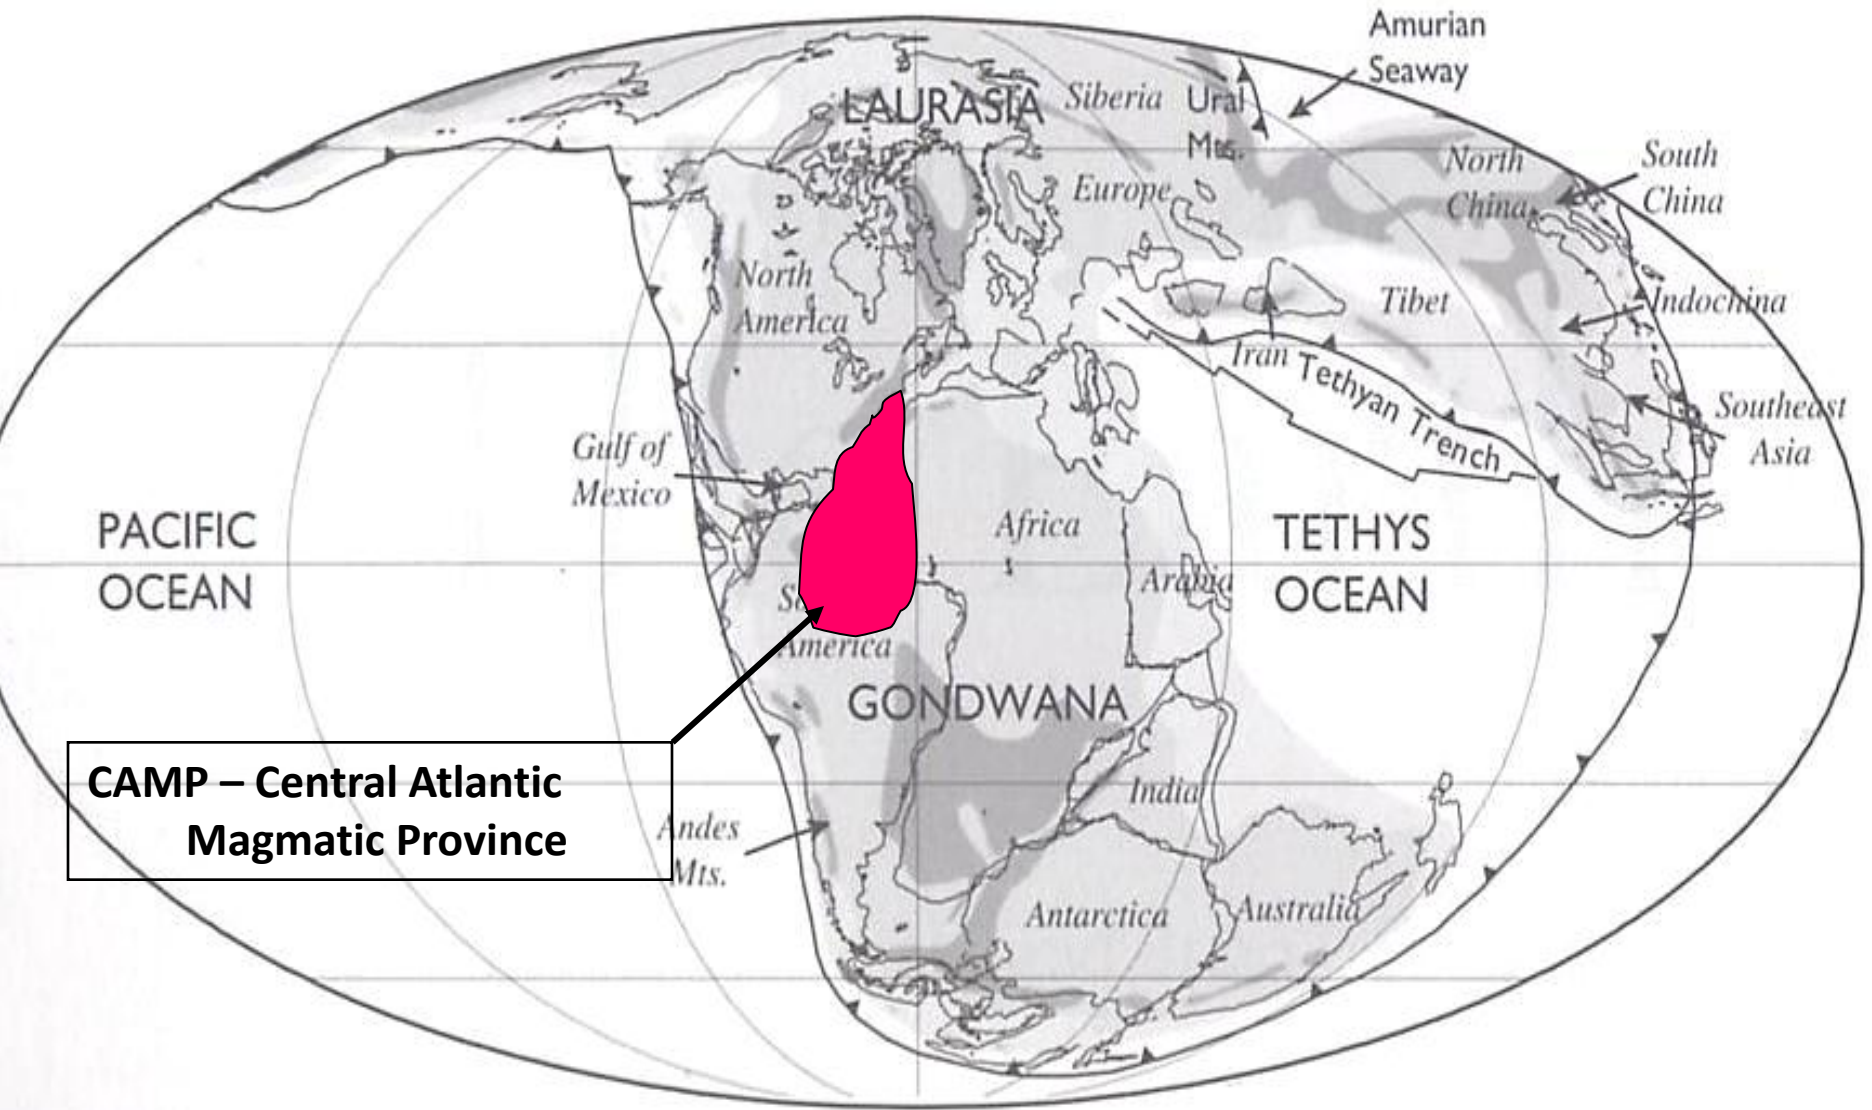 Amurian
Seaway
LAURASIA
Siberia
Ural
Mts.
North
China
South
China
Europe
North
America
Tibet
Indochina
Iran
Tethyan Trench
Southeast
Asia
Gulf of
Mexico
PACIFIC
OCEAN
Africa
TETHYS
OCEAN
Arabia
America
GONDWANA
CAMP – Central Atlantic
Magmatic Province
India
Andes
Mts.
Antarctica
Australia